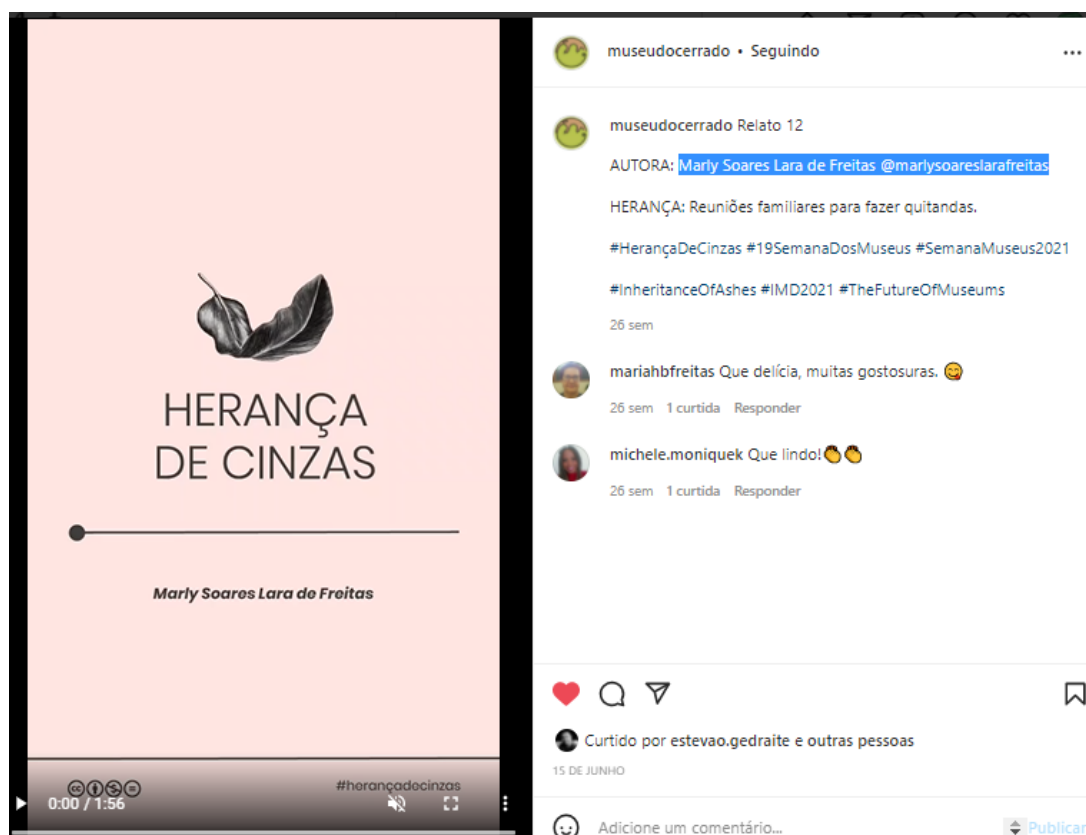 HERANÇA
DE CINZAS
Marly Soares Lara de Freitas
#herançadecinzas
0:00 / 1:56
museudocerrado • Seguindo
museudocerrado Relato 12
AUTORA: Marly Soares Lara de Freitas @marlysoareslarafreitas
HERANÇA: Reuniões familiares para fazer quitandas.
#HerançaDeCinzas #19SemanaDosMuseus #SemanaMuseus2021
#InheritanceOfAshes #IMD2021 #TheFutureOfMuseums
26 sem
mariahbfreitas Que delícia, muitas gostosuras. 😋
26 sem 1 curtida Responder
michele.moniquek Que lindo!👏👏
26 sem 1 curtida Responder
Curtido por estevao.gedraite e outras pessoas
15 DE JUNHO
Adicione um comentário... Publicar